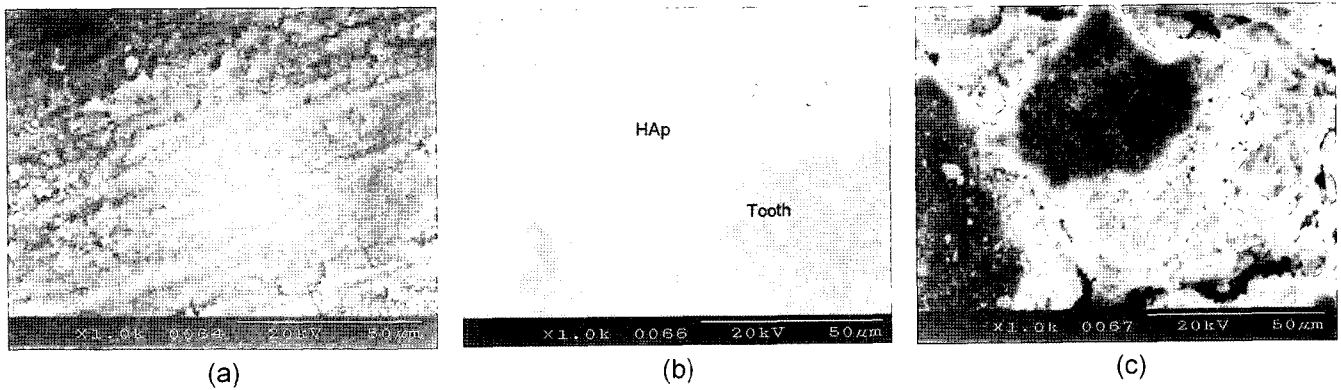 HAp
Tooth
X1.0k 0064 20kV 50μm
X1.0k 0066 20kV 50μm
X1.0k 0067 20kV 50μm
(a)
(b)
(c)